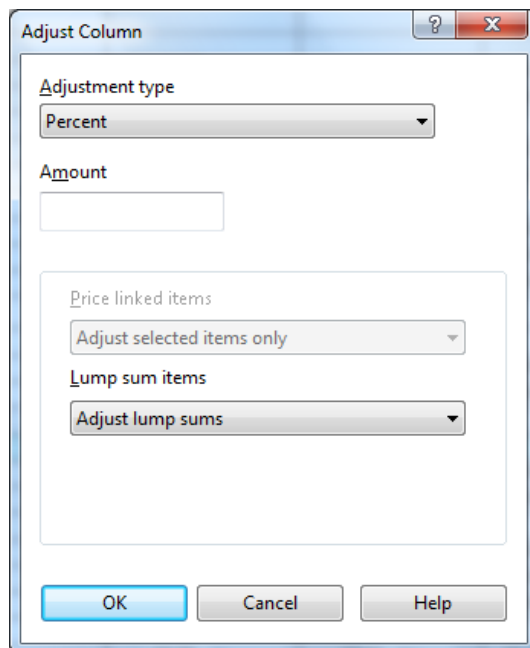 Adjust Column
?
Adjustment type
Percent
Amount
Price linked items
Adjust selected items only
Lump sum items
Adjust lump sums
OK Cancel Help